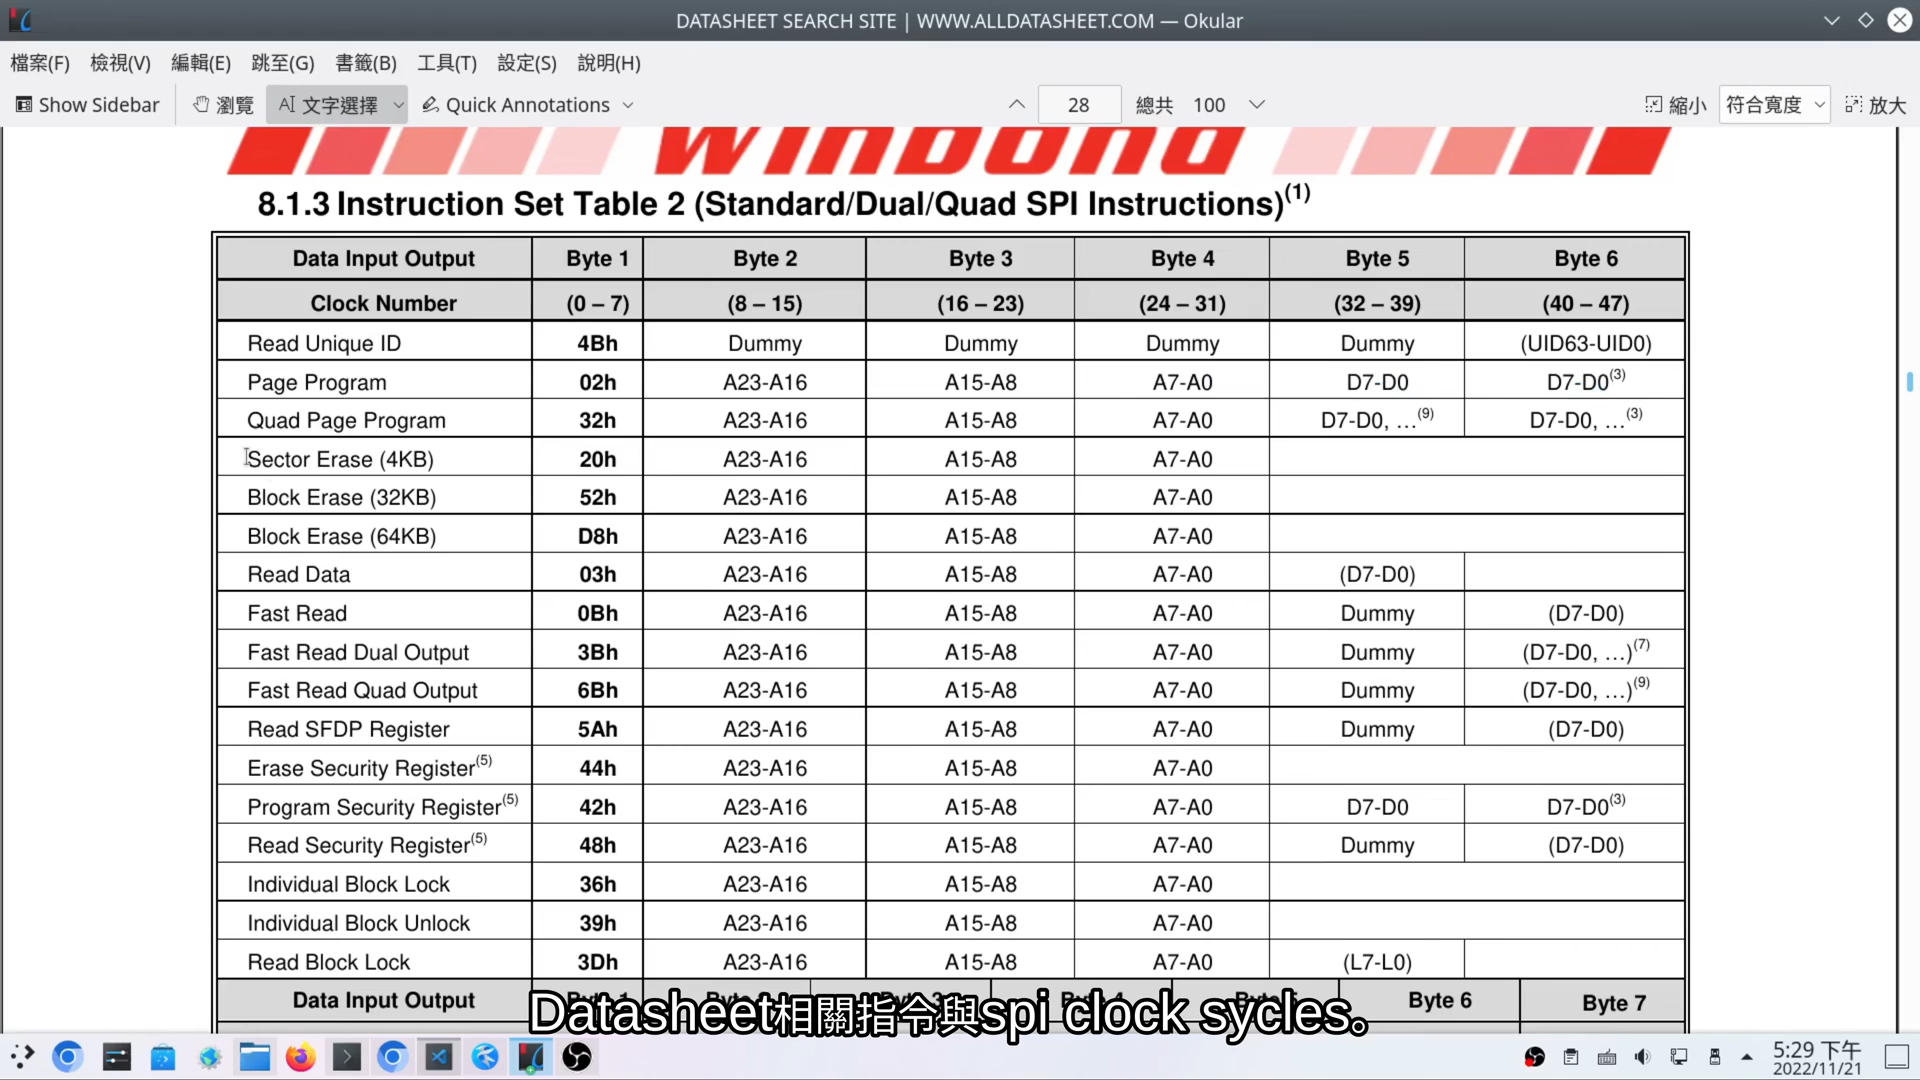 DATASHEET SEARCH SITE | WWW.ALLDATASHEET.COM — Okular
檔案(F) 檢視(V) 編輯(E) 跳至(G) 書籤(B) 工具(T) 設定(S) 說明(H)
Show Sidebar 瀏覽 AI 文字選擇 Quick Annotations 28 總共 100 縮小 符合寬度 放大
winbond
8.1.3 Instruction Set Table 2 (Standard/Dual/Quad SPI Instructions)(1)
Data Input Output Byte 1 Byte 2 Byte 3 Byte 4 Byte 5 Byte 6
Clock Number (0 – 7) (8 – 15) (16 – 23) (24 – 31) (32 – 39) (40 – 47)
Read Unique ID 4Bh Dummy Dummy Dummy Dummy (UID63-UID0)
Page Program 02h A23-A16 A15-A8 A7-A0 D7-D0 D7-D0(3)
Quad Page Program 32h A23-A16 A15-A8 A7-A0 D7-D0, …(9) D7-D0, …(3)
Sector Erase (4KB) 20h A23-A16 A15-A8 A7-A0
Block Erase (32KB) 52h A23-A16 A15-A8 A7-A0
Block Erase (64KB) D8h A23-A16 A15-A8 A7-A0
Read Data 03h A23-A16 A15-A8 A7-A0 (D7-D0)
Fast Read 0Bh A23-A16 A15-A8 A7-A0 Dummy (D7-D0)
Fast Read Dual Output 3Bh A23-A16 A15-A8 A7-A0 Dummy (D7-D0, …)(7)
Fast Read Quad Output 6Bh A23-A16 A15-A8 A7-A0 Dummy (D7-D0, …)(9)
Read SFDP Register 5Ah A23-A16 A15-A8 A7-A0 Dummy (D7-D0)
Erase Security Register(5) 44h A23-A16 A15-A8 A7-A0
Program Security Register(5) 42h A23-A16 A15-A8 A7-A0 D7-D0 D7-D0(3)
Read Security Register(5) 48h A23-A16 A15-A8 A7-A0 Dummy (D7-D0)
Individual Block Lock 36h A23-A16 A15-A8 A7-A0
Individual Block Unlock 39h A23-A16 A15-A8 A7-A0
Read Block Lock 3Dh A23-A16 A15-A8 A7-A0 (L7-L0)
Data Input Output Byte 6 Byte 7
Datasheet相關指令與spi clock sycles。
5:29 下午
2022/11/21